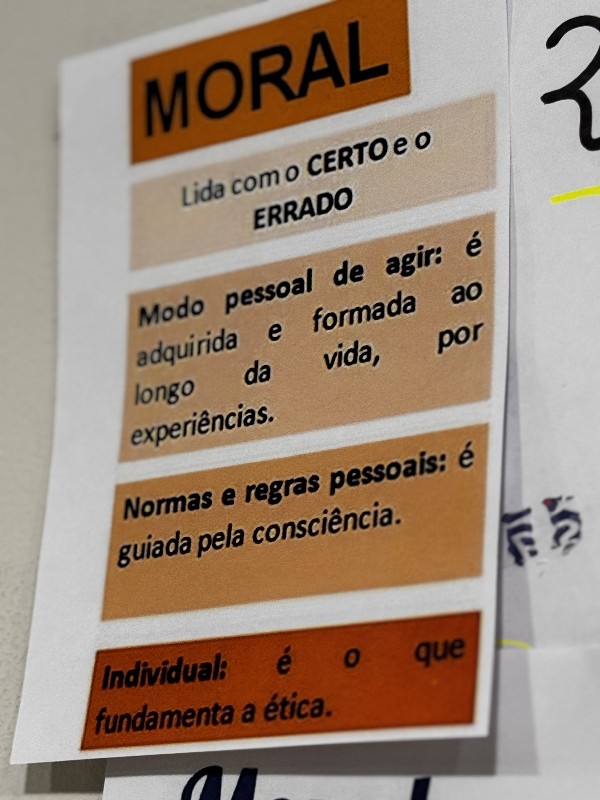 MORAL
Lida com o CERTO e o
ERRADO
Modo pessoal de agir: é
adquirida e formada ao
longo da vida, por
experiências.
Normas e regras pessoais: é
guiada pela consciência.
Individual: é o que
fundamenta a ética.